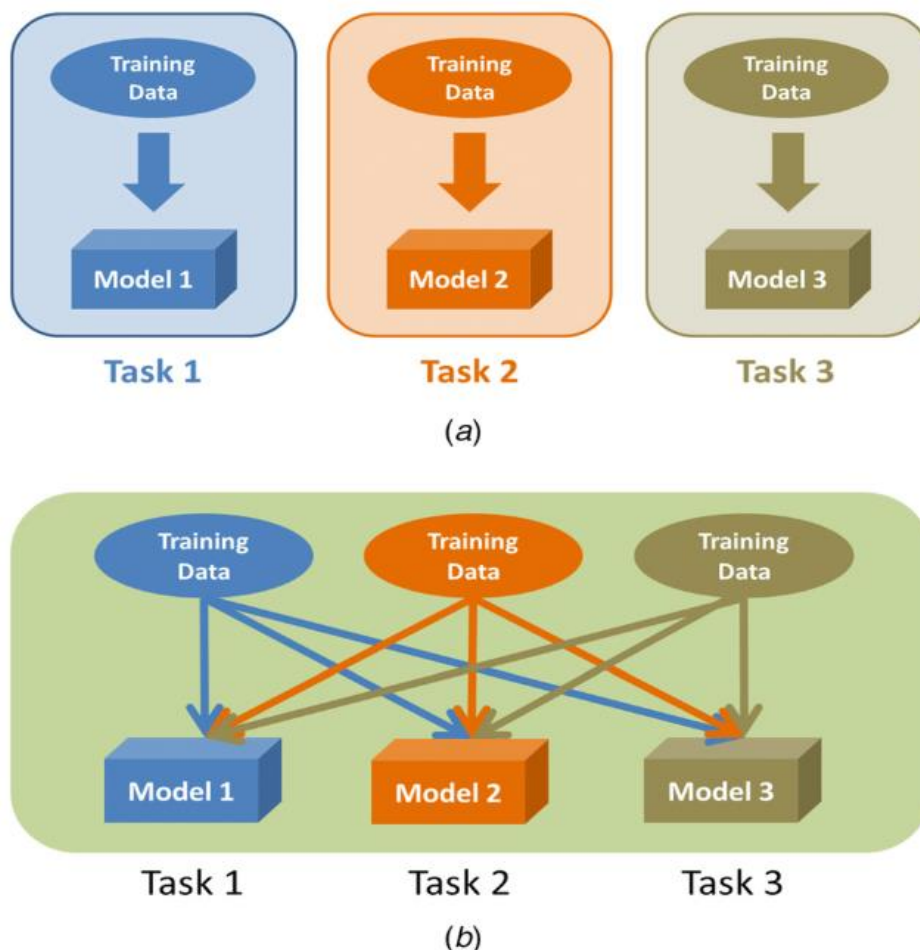 Training
Data
Training
Data
Training
Data
Model 1
Model 2
Model 3
Task 1
Task 2
Task 3
(a)
Training
Data
Training
Data
Training
Data
Model 1
Model 2
Model 3
Task 1
Task 2
Task 3
(b)